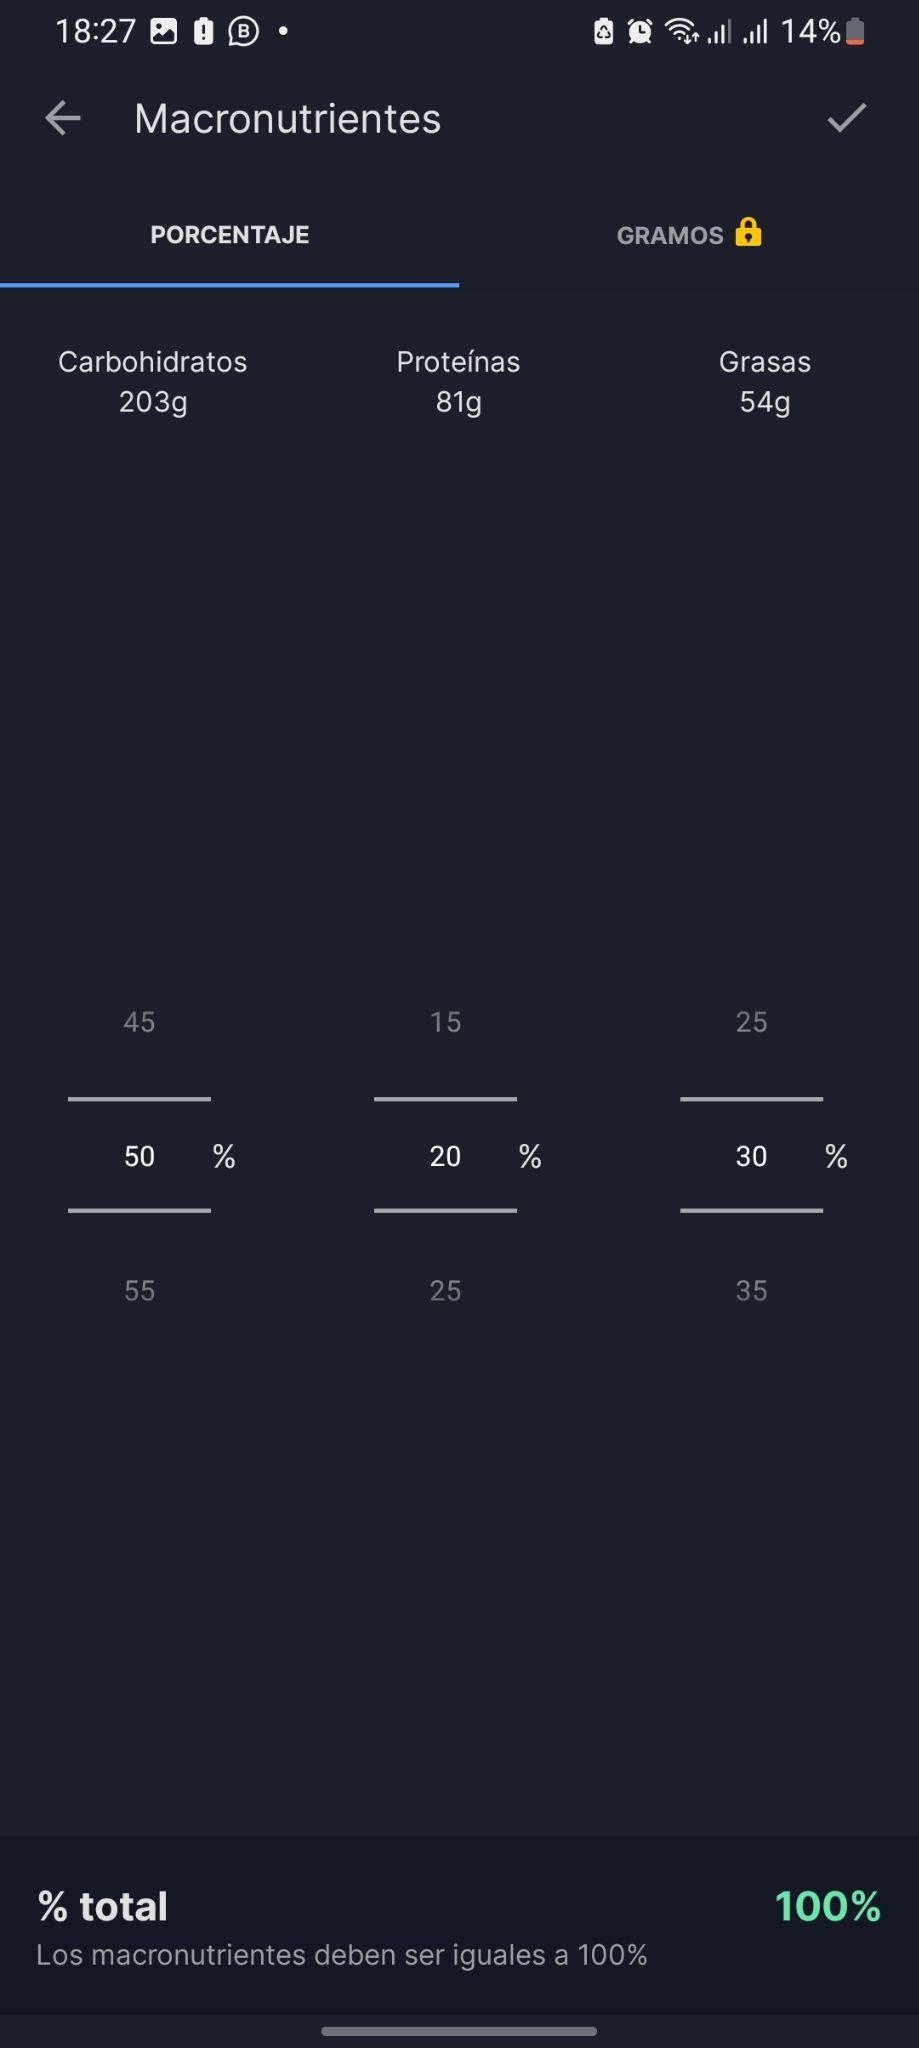 18:27 14%
Macronutrientes
PORCENTAJE GRAMOS
Carbohidratos Proteínas Grasas
203g 81g 54g
45 15 25
50 % 20 % 30 %
55 25 35
% total 100%
Los macronutrientes deben ser iguales a 100%